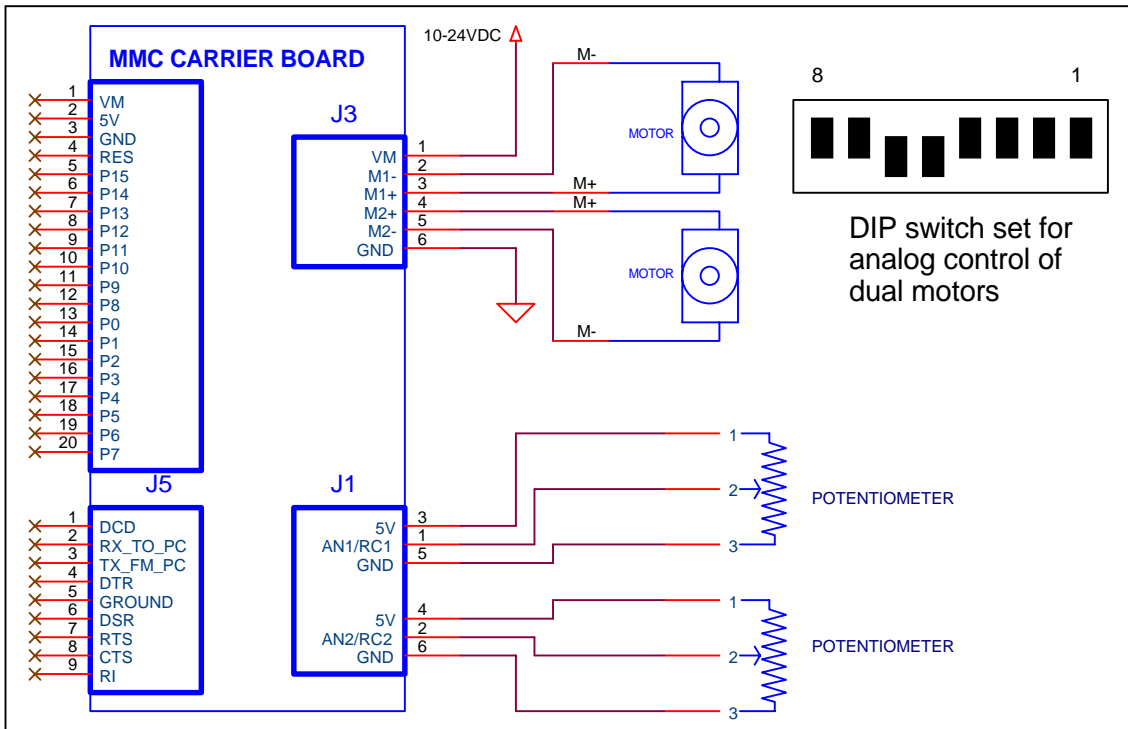 MMC CARRIER BOARD
1 VM
2 5V
3 GND
4 RES
5 P15
6 P14
7 P13
8 P12
9 P11
10 P10
11 P9
12 P8
13 P0
14 P1
15 P2
16 P3
17 P4
18 P5
19 P6
20 P7
J5
1 DCD
2 RX_TO_PC
3 TX_FM_PC
4 DTR
5 GROUND
6 DSR
7 RTS
8 CTS
9 RI
J3
VM 1
M1- 2
M1+ 3
M2+ 4
M2- 5
GND 6
10-24VDC
M-
MOTOR
M+
M+
MOTOR
M-
J1
5V 3
AN1/RC1 1
GND 5
5V 4
AN2/RC2 2
GND 6
1
2
3
POTENTIOMETER
1
2
3
POTENTIOMETER
8 1
DIP switch set for
analog control of
dual motors